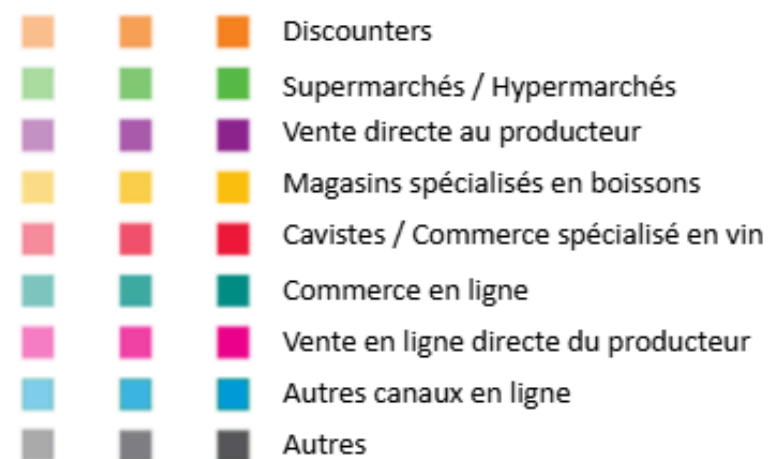 Discounters
Supermarchés / Hypermarchés
Vente directe au producteur
Magasins spécialisés en boissons
Cavistes / Commerce spécialisé en vin
Commerce en ligne
Vente en ligne directe du producteur
Autres canaux en ligne
Autres